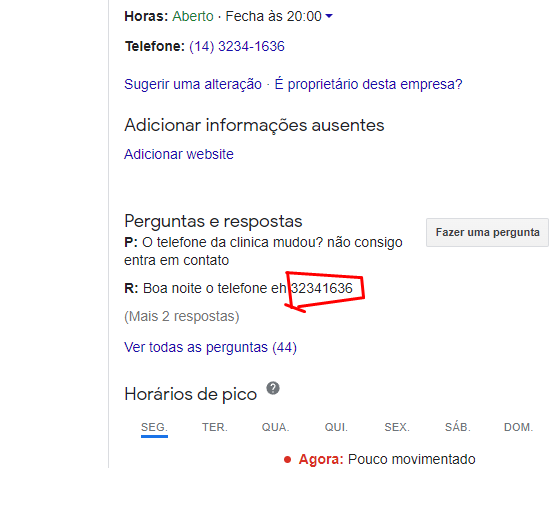 Horas: Aberto · Fecha às 20:00
Telefone: (14) 3234-1636
Sugerir uma alteração · É proprietário desta empresa?
Adicionar informações ausentes
Adicionar website
Perguntas e respostas
Fazer uma pergunta
P: O telefone da clinica mudou? não consigo
entra em contato
R: Boa noite o telefone eh 32341636
(Mais 2 respostas)
Ver todas as perguntas (44)
Horários de pico ?
SEG. TER. QUA. QUI. SEX. SÁB. DOM.
Agora: Pouco movimentado